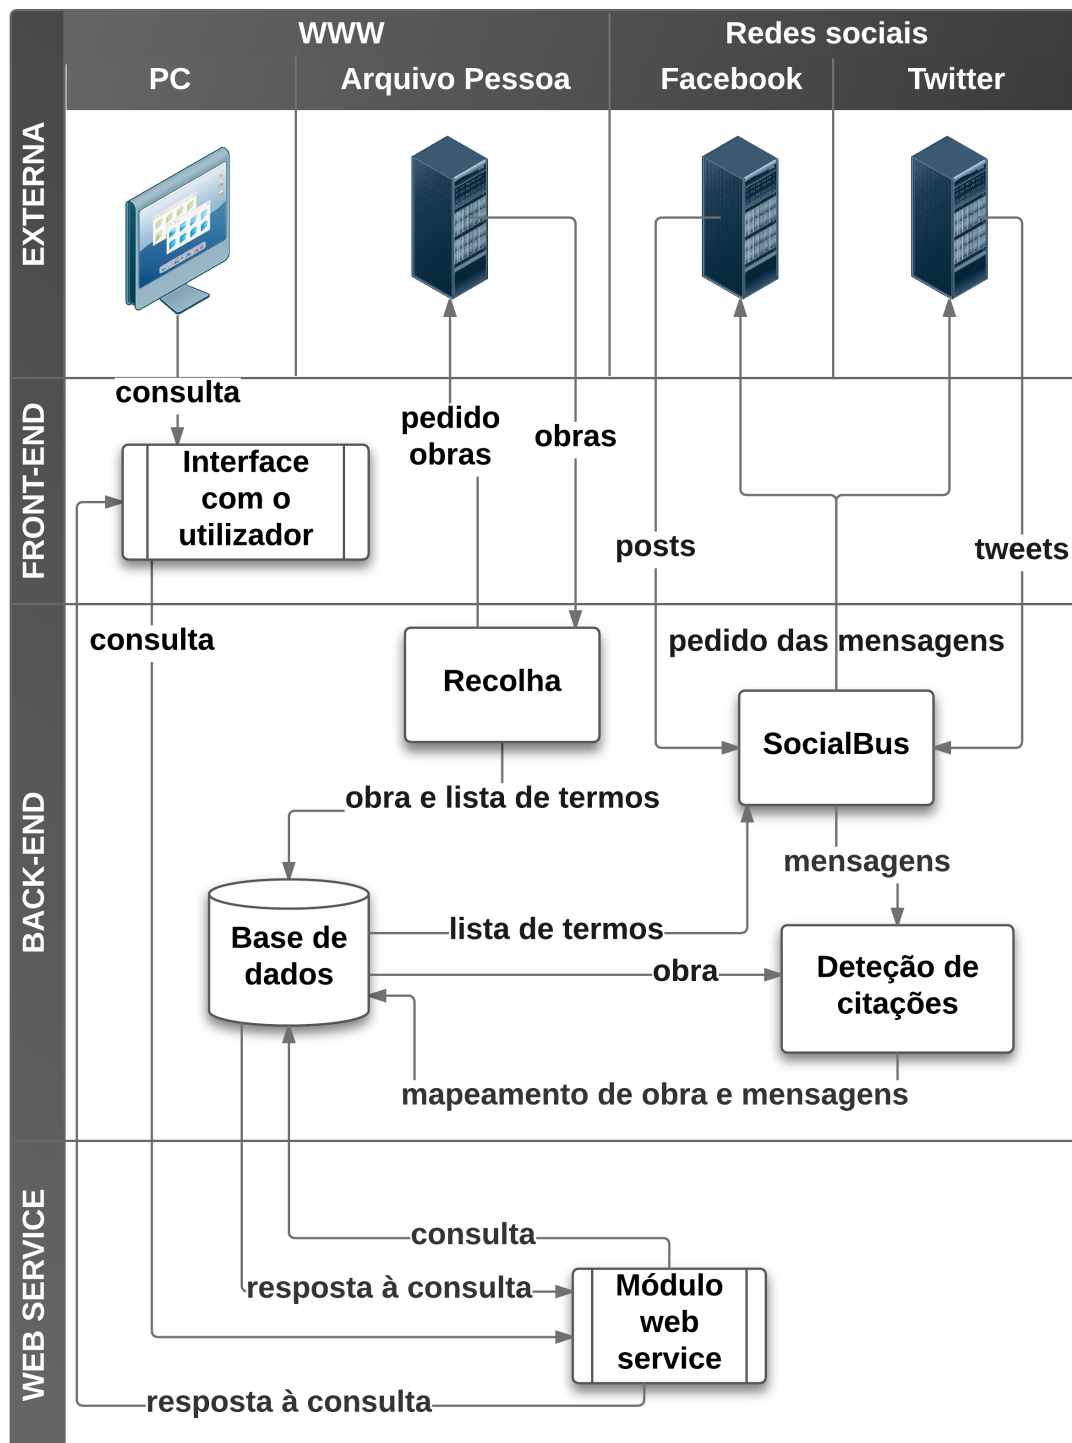 WWW
Redes sociais
PC
Arquivo Pessoa
Facebook
Twitter
EXTERNA
FRONT-END
consulta
pedido
obras
obras
Interface
com o
utilizador
posts
tweets
BACK-END
consulta
pedido das mensagens
Recolha
SocialBus
obra e lista de termos
mensagens
Base de
dados
lista de termos
obra
Deteção de
citações
mapeamento de obra e mensagens
WEB SERVICE
consulta
resposta à consulta
Módulo
web
service
resposta à consulta